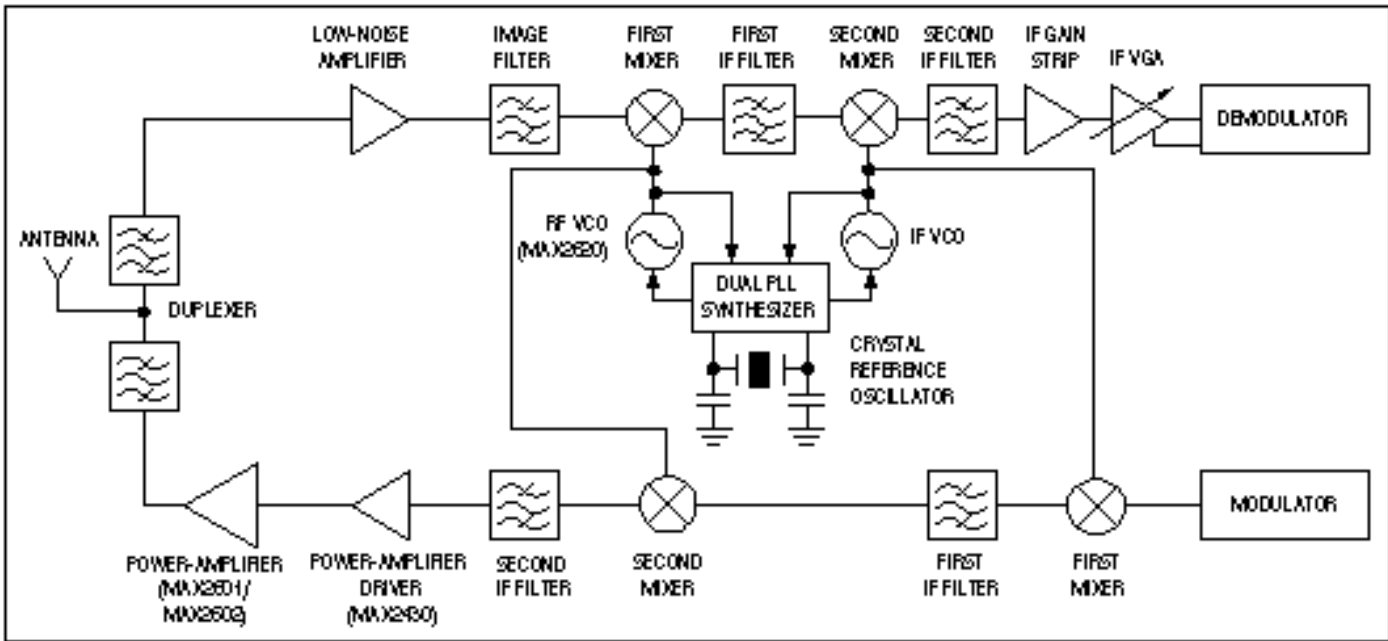 LOW-NOISE
AMPLIFIER
IMAGE
FILTER
FIRST
MIXER
FIRST
IF FILTER
SECOND
MIXER
SECOND
IF FILTER
IF GAIN
STRIP
IF VGA
DEMODULATOR
ANTENNA
RF VCO
(MAX2620)
IF VCO
DUAL PLL
SYNTHESIZER
DUPLEXER
CRYSTAL
REFERENCE
OSCILLATOR
MODULATOR
POWER-AMPLIFIER
(MAX2601/
MAX2602)
POWER-AMPLIFIER
DRIVER
(MAX2430)
SECOND
IF FILTER
SECOND
MIXER
FIRST
IF FILTER
FIRST
MIXER